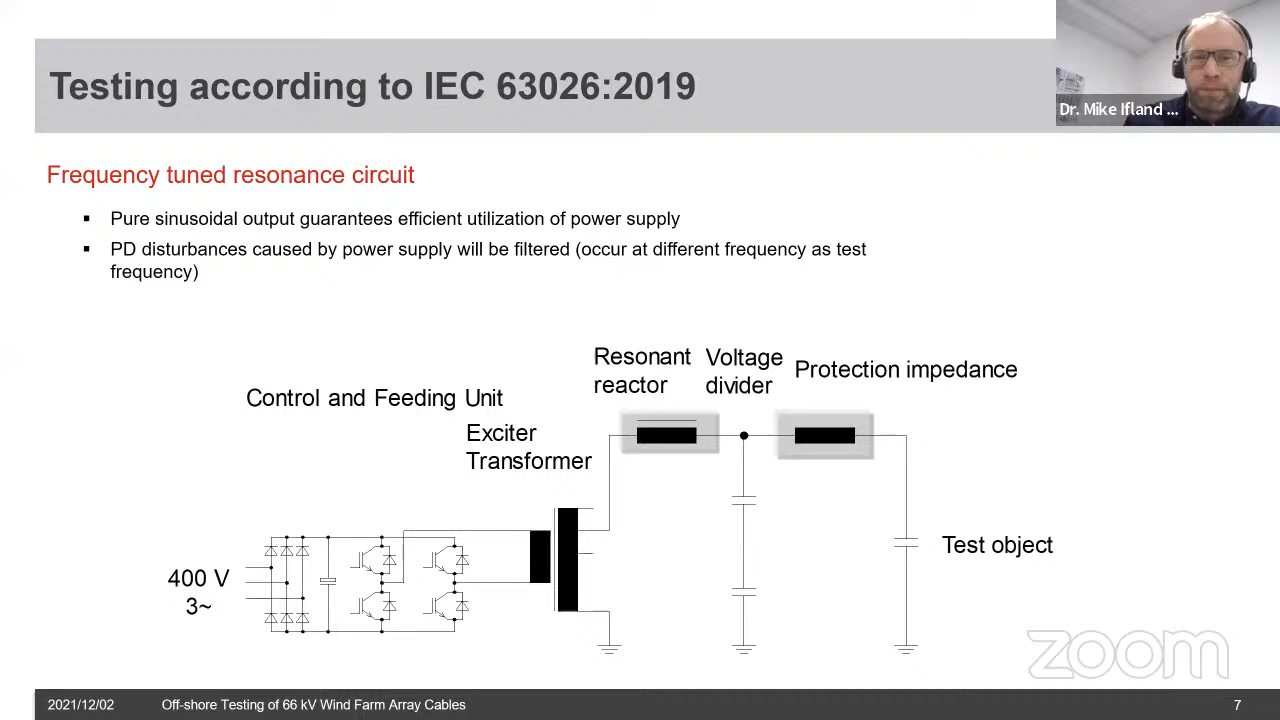 Testing according to IEC 63026:2019
Dr. Mike Ifland ...
Frequency tuned resonance circuit
▪ Pure sinusoidal output guarantees efficient utilization of power supply
▪ PD disturbances caused by power supply will be filtered (occur at different frequency as test
frequency)
Resonant
reactor
Voltage
divider
Protection impedance
Control and Feeding Unit
Exciter
Transformer
Test object
400 V
3~
zoom
2021/12/02
Off-shore Testing of 66 kV Wind Farm Array Cables
7